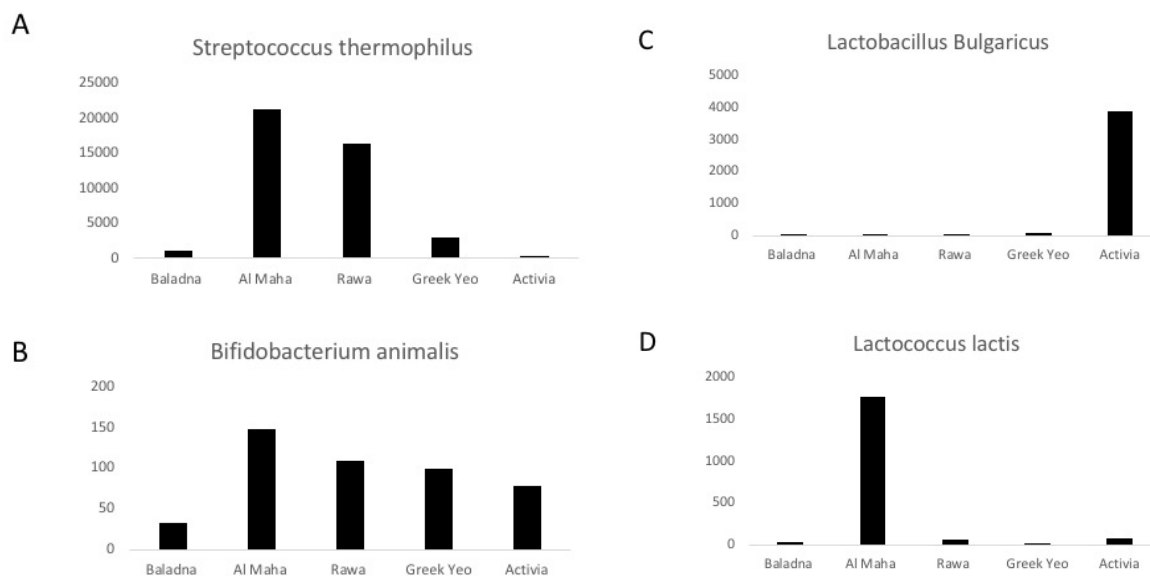 A
Streptococcus thermophilus
25000
20000
15000
10000
5000
0
Baladna Al Maha Rawa Greek Yeo Activia
B
Bifidobacterium animalis
200
150
100
50
0
Baladna Al Maha Rawa Greek Yeo Activia
C
Lactobacillus Bulgaricus
5000
4000
3000
2000
1000
0
Baladna Al Maha Rawa Greek Yeo Activia
D
Lactococcus lactis
2000
1500
1000
500
0
Baladna Al Maha Rawa Greek Yeo Activia